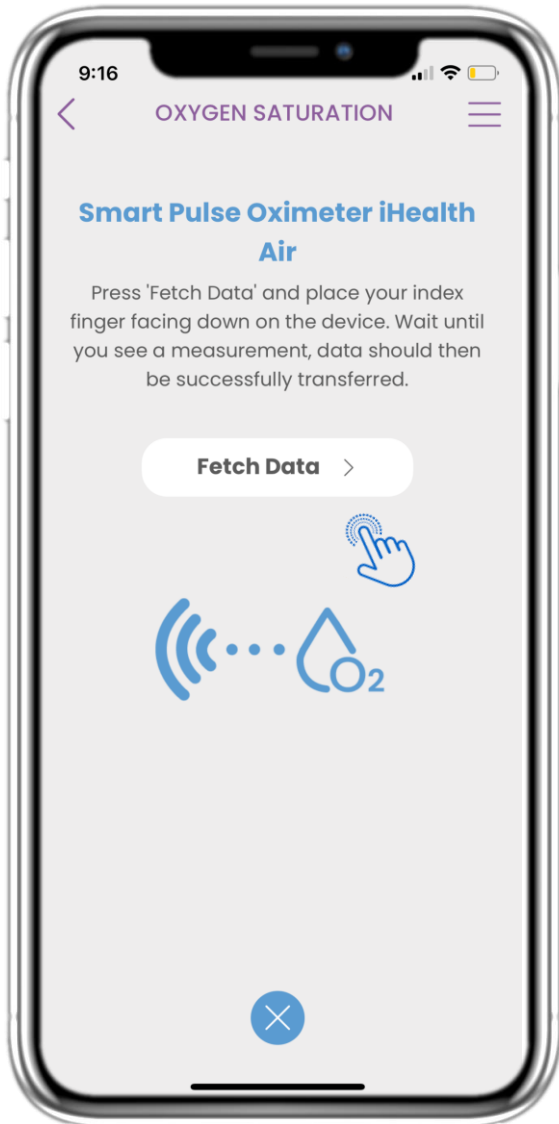 9:16
OXYGEN SATURATION
Smart Pulse Oximeter iHealth
Air
Press 'Fetch Data' and place your index
finger facing down on the device. Wait until
you see a measurement, data should then
be successfully transferred.
Fetch Data
O2